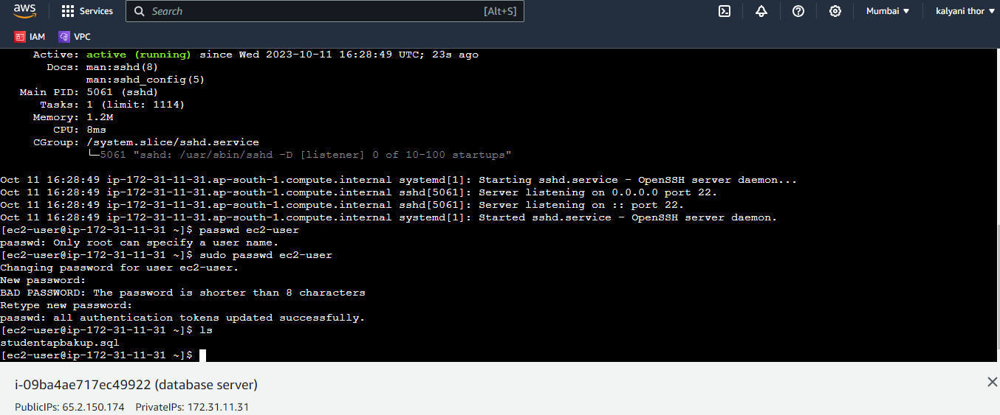 aws Services Search [Alt+S] Mumbai ▼ kalyani thor ▼
IAM VPC
Active: active (running) since Wed 2023-10-11 16:28:49 UTC; 23s ago
Docs: man:sshd(8)
man:sshd_config(5)
Main PID: 5061 (sshd)
Tasks: 1 (limit: 1114)
Memory: 1.2M
CPU: 8ms
CGroup: /system.slice/sshd.service
└─5061 "sshd: /usr/sbin/sshd -D [listener] 0 of 10-100 startups"
Oct 11 16:28:49 ip-172-31-11-31.ap-south-1.compute.internal systemd[1]: Starting sshd.service - OpenSSH server daemon...
Oct 11 16:28:49 ip-172-31-11-31.ap-south-1.compute.internal sshd[5061]: Server listening on 0.0.0.0 port 22.
Oct 11 16:28:49 ip-172-31-11-31.ap-south-1.compute.internal sshd[5061]: Server listening on :: port 22.
Oct 11 16:28:49 ip-172-31-11-31.ap-south-1.compute.internal systemd[1]: Started sshd.service - OpenSSH server daemon.
[ec2-user@ip-172-31-11-31 ~]$ passwd ec2-user
passwd: Only root can specify a user name.
[ec2-user@ip-172-31-11-31 ~]$ sudo passwd ec2-user
Changing password for user ec2-user.
New password:
BAD PASSWORD: The password is shorter than 8 characters
Retype new password:
passwd: all authentication tokens updated successfully.
[ec2-user@ip-172-31-11-31 ~]$ ls
studentapbakup.sql
[ec2-user@ip-172-31-11-31 ~]$
i-09ba4ae717ec49922 (database server)
PublicIPs: 65.2.150.174 PrivateIPs: 172.31.11.31